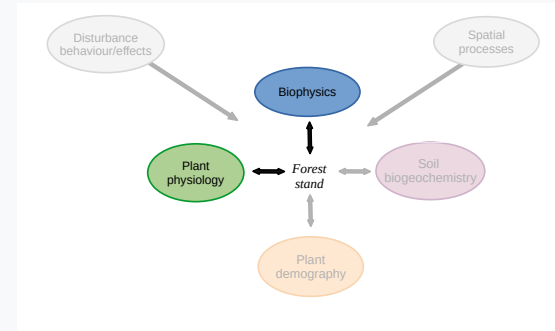 Disturbance
behaviour/effects
Spatial
processes
Biophysics
Plant
physiology
Forest
stand
Soil
biogeochemistry
Plant
demography